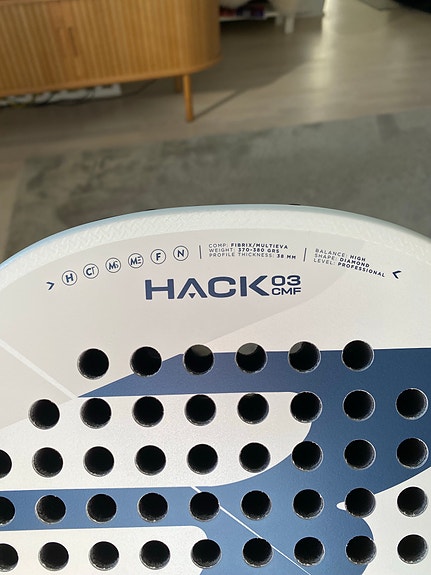 H CT Mb ME F N
COMP: FIBRIX/MULTIEVA
WEIGHT: 370-380 GRS
PROFILE THICKNESS: 38 MM
BALANCE: HIGH
SHAPE: DIAMOND
LEVEL: PROFESSIONAL
HACK 03
CMF